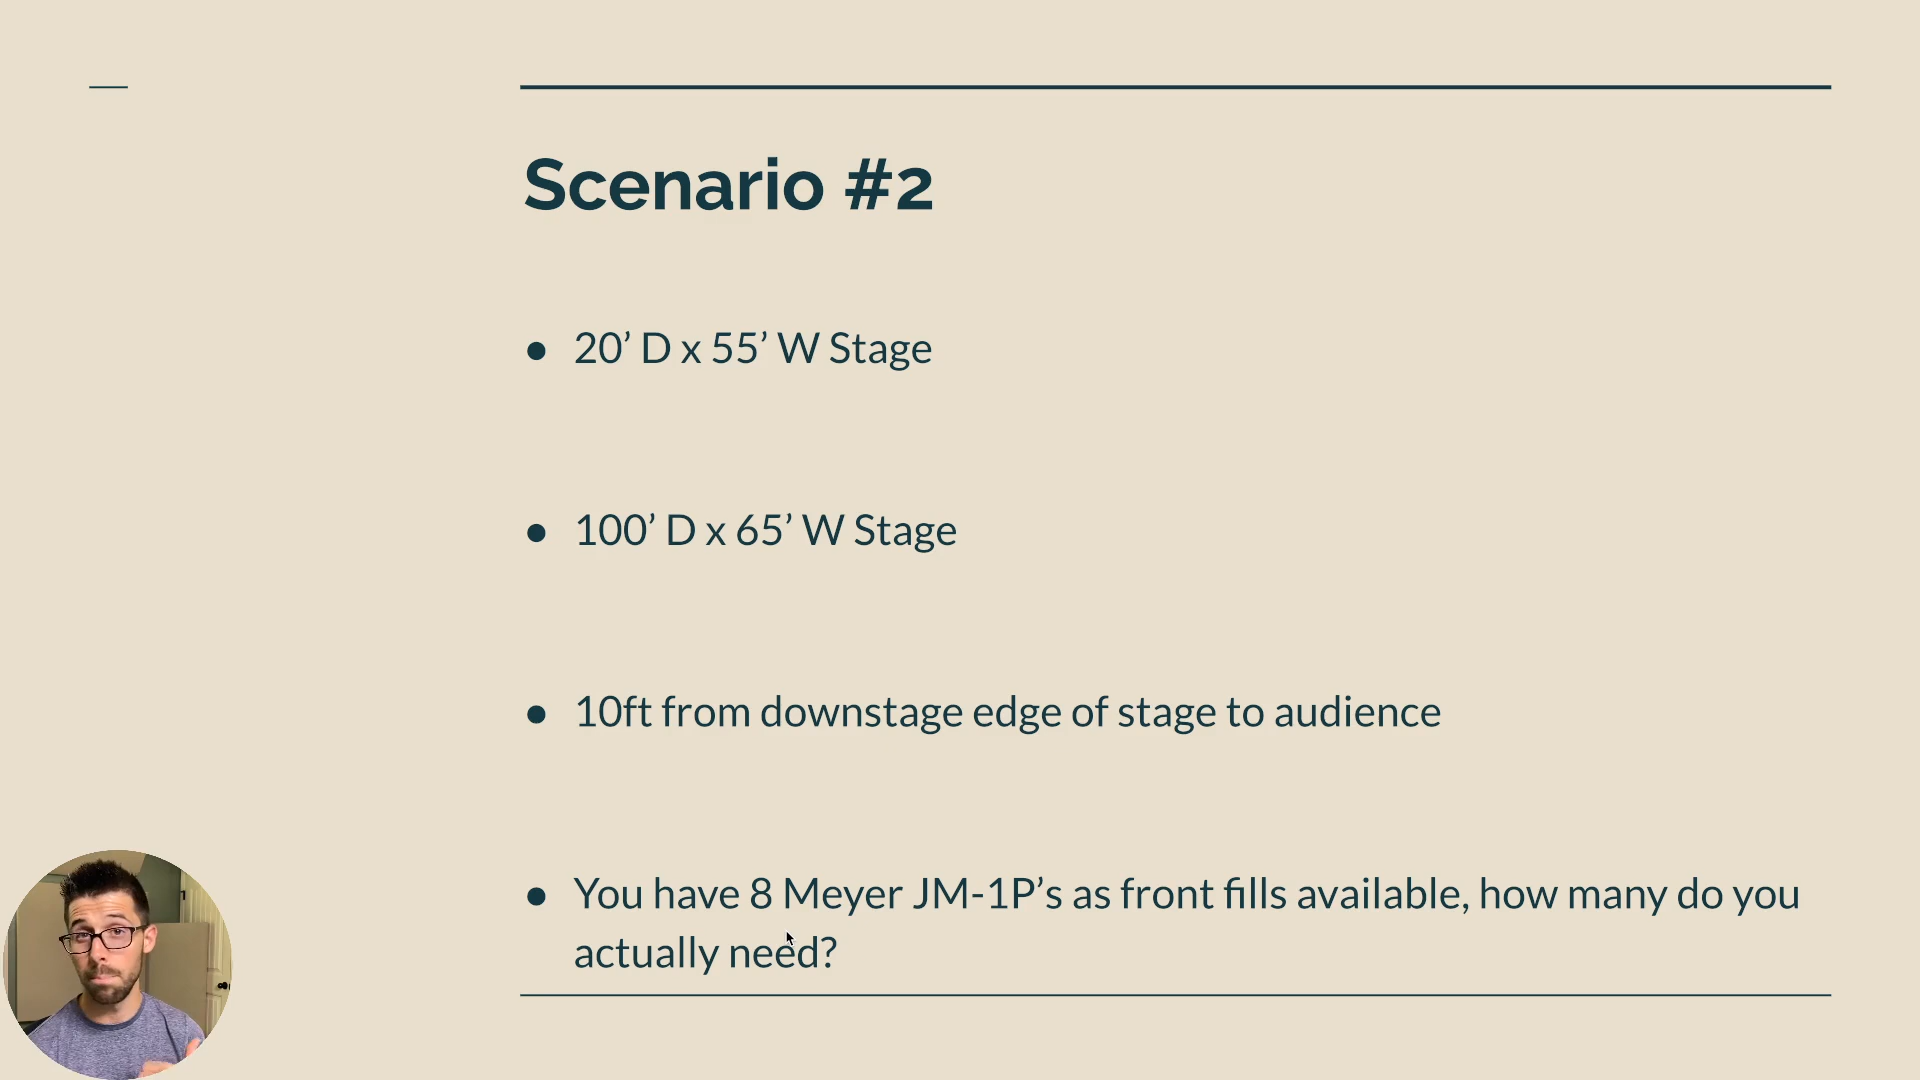 Scenario #2
● 20’ D x 55’ W Stage
● 100’ D x 65’ W Stage
● 10ft from downstage edge of stage to audience
● You have 8 Meyer JM-1P’s as front fills available, how many do you
actually need?